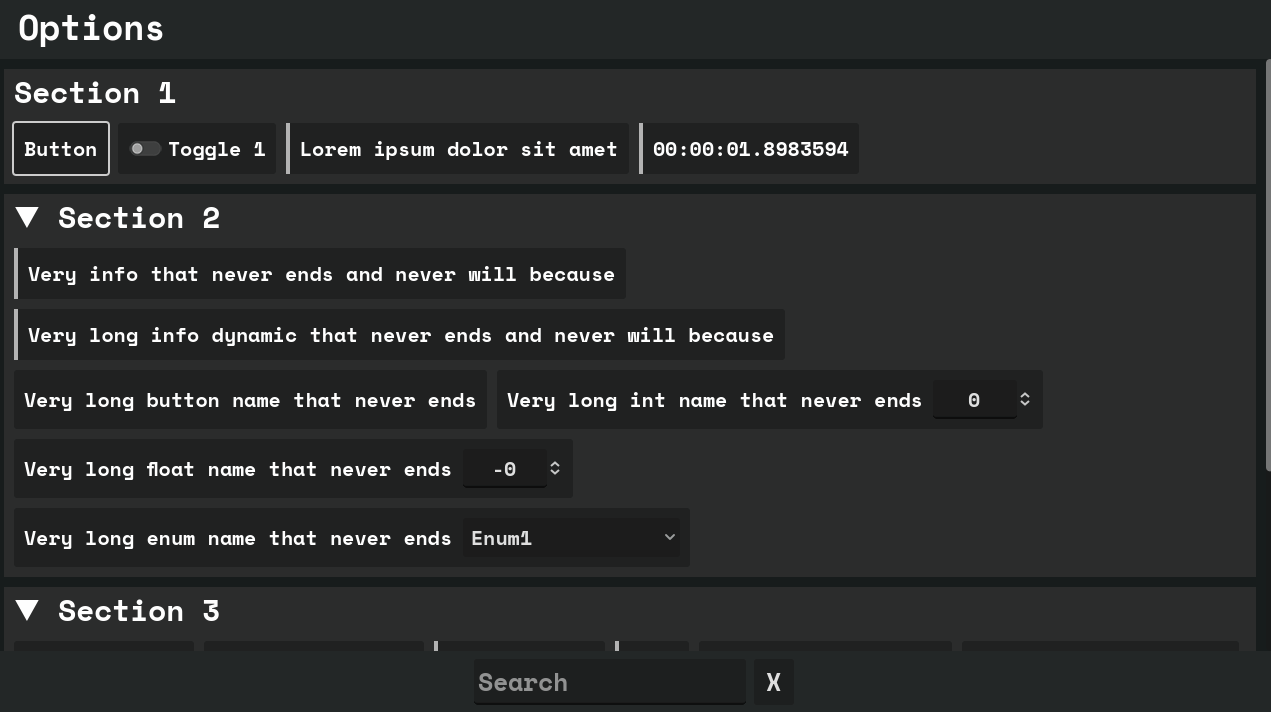 Options
Section 1
Button Toggle 1 Lorem ipsum dolor sit amet 00:00:01.8983594
▼ Section 2
Very info that never ends and never will because
Very long info dynamic that never ends and never will because
Very long button name that never ends Very long int name that never ends 0
Very long float name that never ends -0
Very long enum name that never ends Enum1
▼ Section 3
Search X